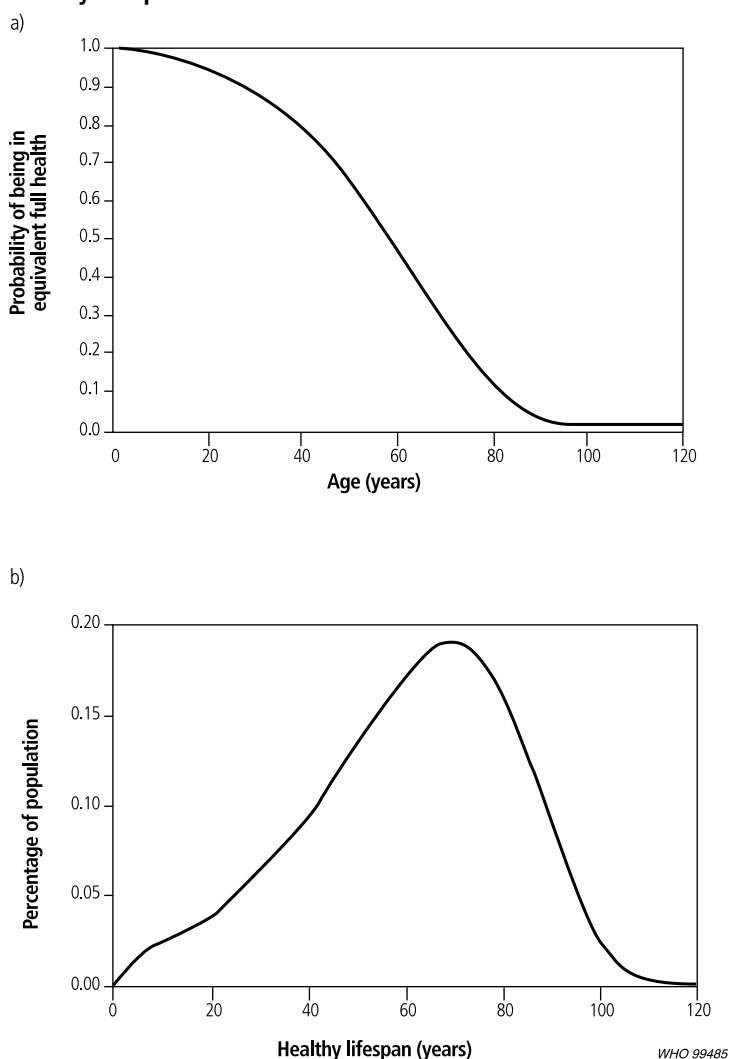 a)
1.0
0.9
0.8
0.7
0.6
0.5
0.4
0.3
0.2
0.1
0.0
Probability of being in
equivalent full health
0 20 40 60 80 100 120
Age (years)
b)
0.20
0.15
0.10
0.05
0.00
Percentage of population
0 20 40 60 80 100 120
Healthy lifespan (years)
WHO 99485